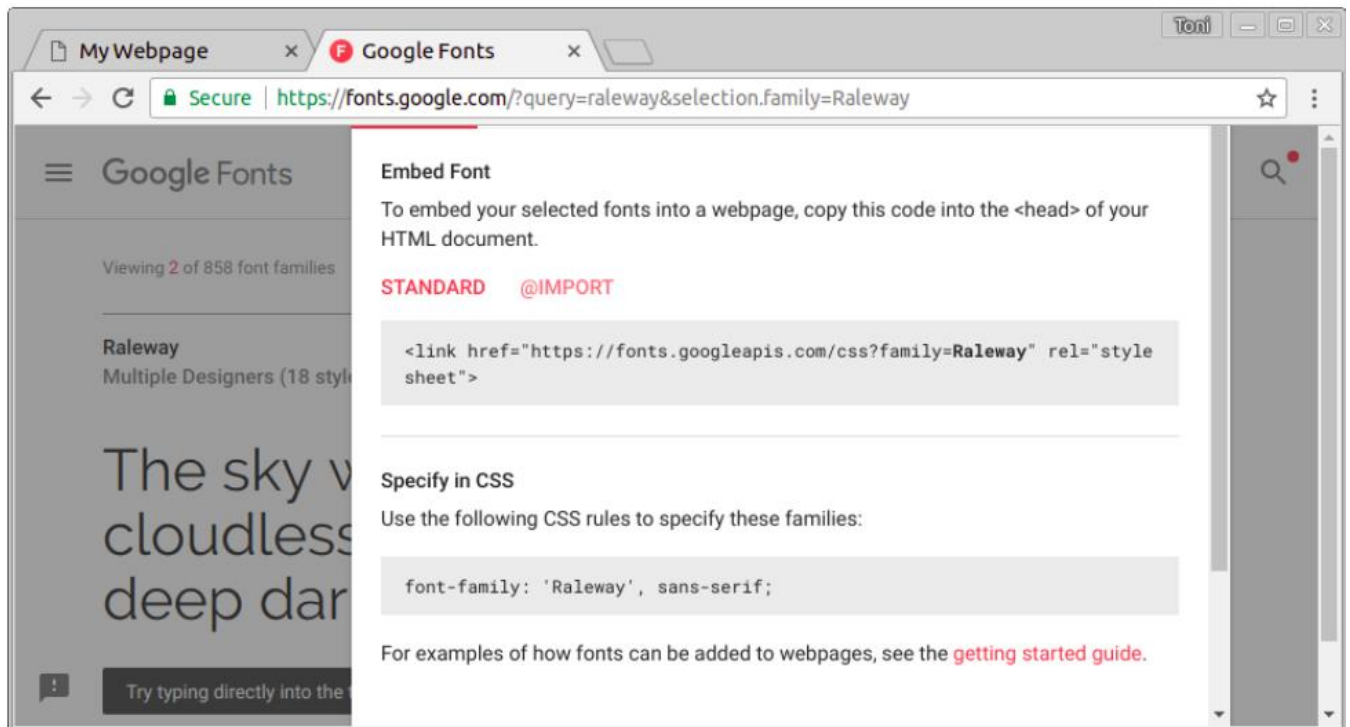 Toni
My Webpage
Google Fonts
Secure | https://fonts.google.com/?query=raleway&selection.family=Raleway
Google Fonts
Viewing 2 of 858 font families
Raleway
Multiple Designers (18 style
The sky w
cloudless
deep dar
Try typing directly into the t
Embed Font
To embed your selected fonts into a webpage, copy this code into the <head> of your
HTML document.
STANDARD @IMPORT
<link href="https://fonts.googleapis.com/css?family=Raleway" rel="style
sheet">
Specify in CSS
Use the following CSS rules to specify these families:
font-family: 'Raleway', sans-serif;
For examples of how fonts can be added to webpages, see the getting started guide.